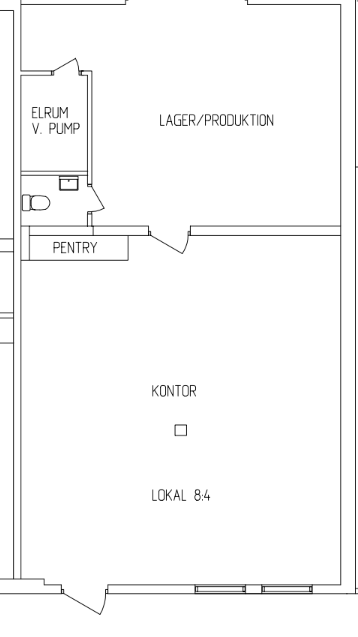 ELRUM
V. PUMP
LAGER/PRODUKTION
PENTRY
KONTOR
LOKAL 8:4